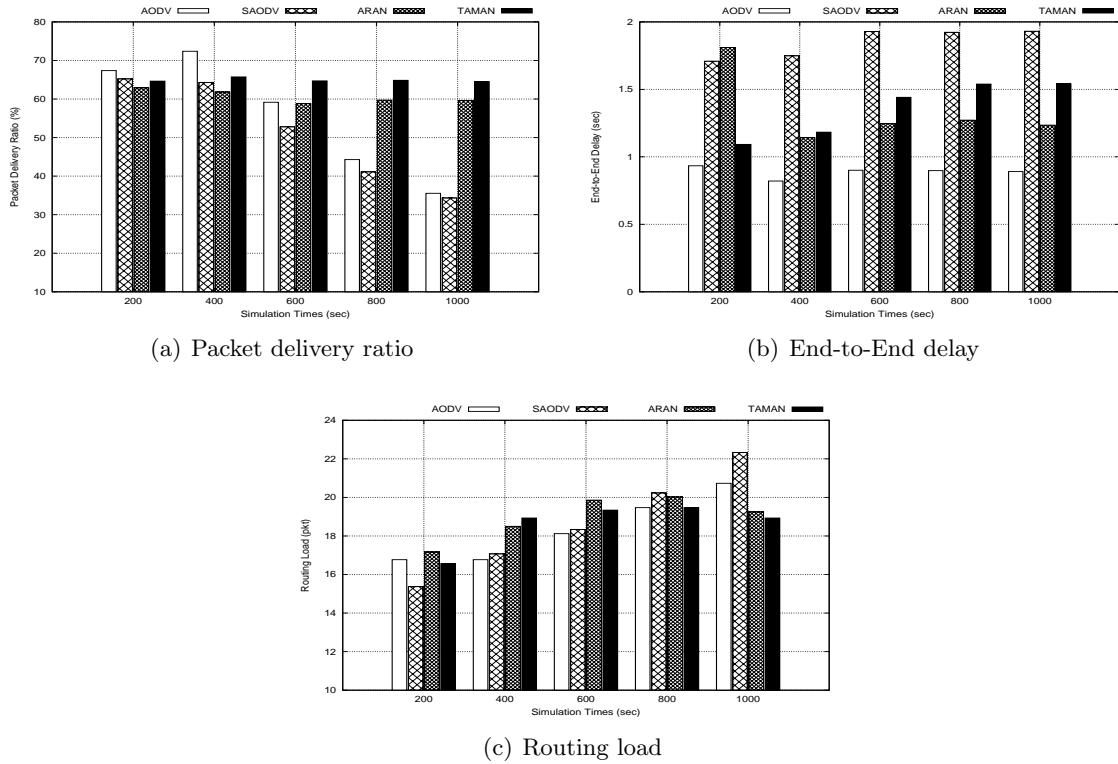 AODV SAODV ARAN TAMAN
80
70
60
50
40
30
20
10
Packet Delivery Ratio (%)
200 400 600 800 1000
Simulation Times (sec)
(a) Packet delivery ratio
AODV SAODV ARAN TAMAN
2
1.5
1
0.5
0
End-to-End Delay (sec)
200 400 600 800 1000
Simulation Times (sec)
(b) End-to-End delay
AODV SAODV ARAN TAMAN
24
22
20
18
16
14
12
10
Routing Load (pkt)
200 400 600 800 1000
Simulation Times (sec)
(c) Routing load